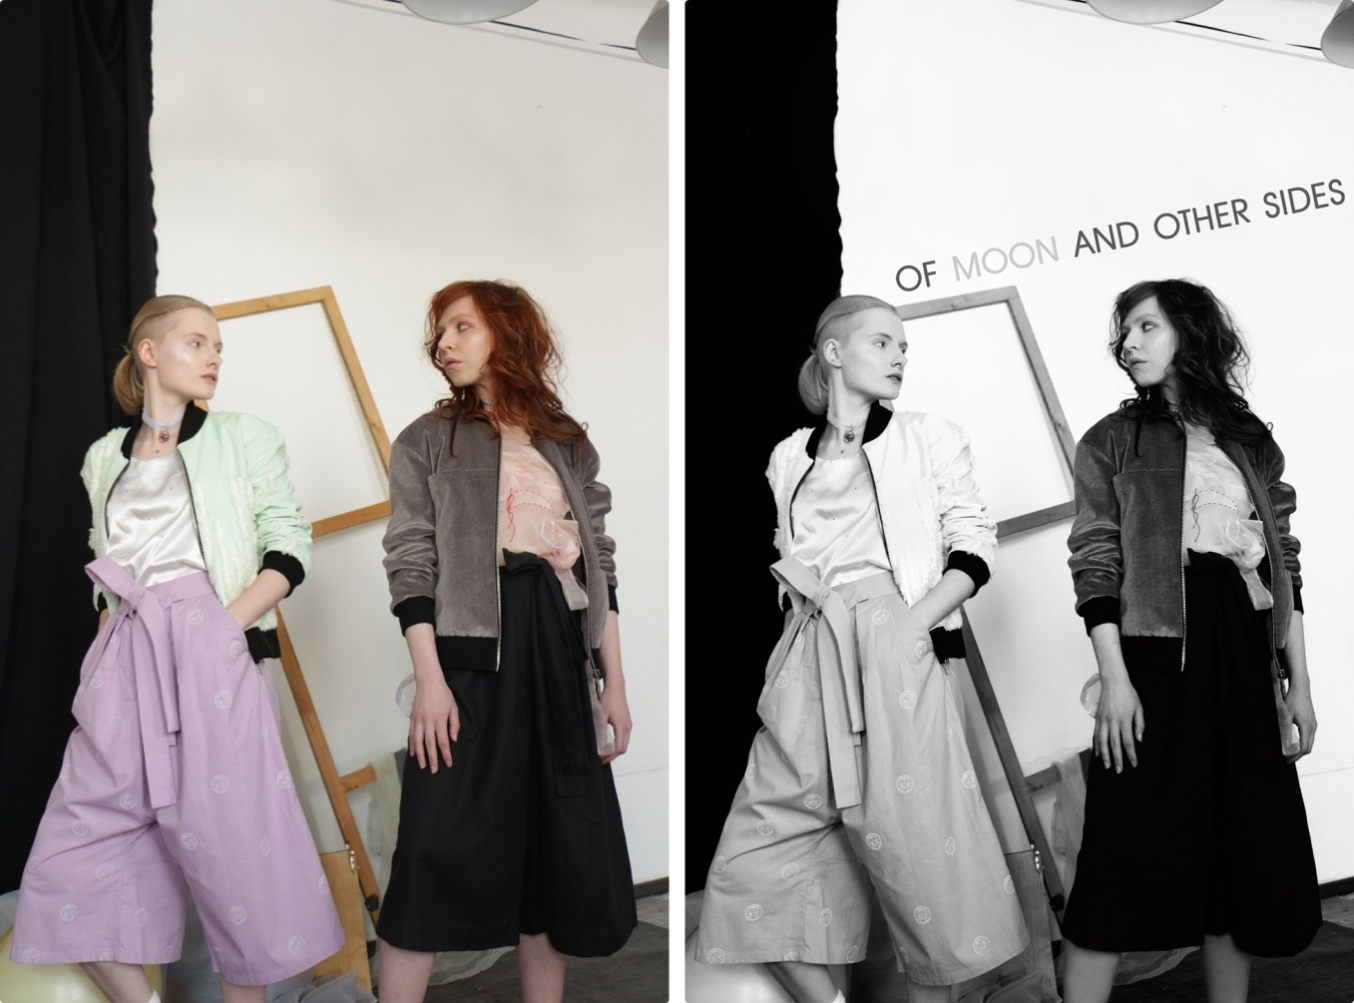 OF MOON AND OTHER SIDES